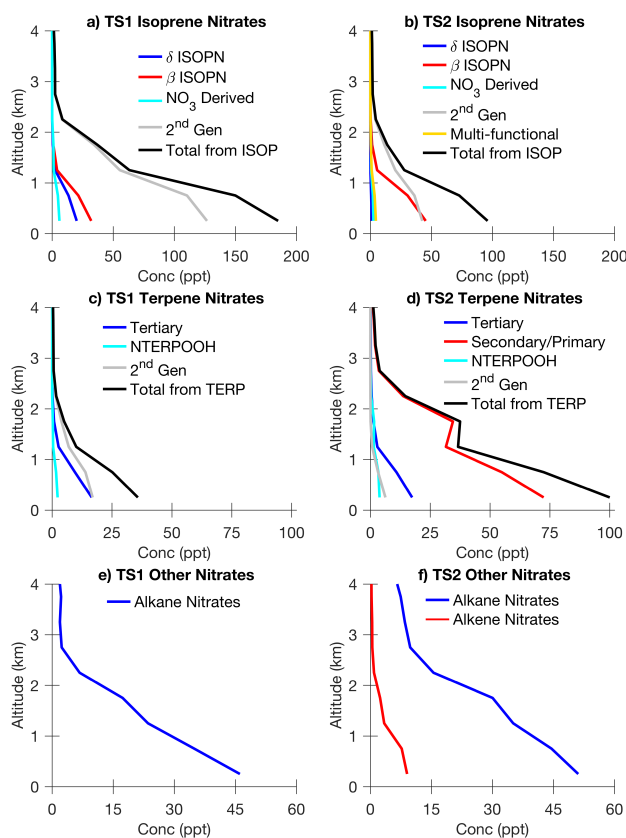 a) TS1 Isoprene Nitrates
4
3
2
1
0
Altitude (km)
δ ISOPN
β ISOPN
NO3 Derived
2nd Gen
Total from ISOP
0 50 100 150 200
Conc (ppt)
b) TS2 Isoprene Nitrates
4
3
2
1
0
Altitude (km)
δ ISOPN
β ISOPN
NO3 Derived
2nd Gen
Multi-functional
Total from ISOP
0 50 100 150 200
Conc (ppt)
c) TS1 Terpene Nitrates
4
3
2
1
0
Altitude (km)
Tertiary
NTERPOOH
2nd Gen
Total from TERP
0 25 50 75 100
Conc (ppt)
d) TS2 Terpene Nitrates
4
3
2
1
0
Altitude (km)
Tertiary
Secondary/Primary
NTERPOOH
2nd Gen
Total from TERP
0 25 50 75 100
Conc (ppt)
e) TS1 Other Nitrates
4
3
2
1
0
Altitude (km)
Alkane Nitrates
0 15 30 45 60
Conc (ppt)
f) TS2 Other Nitrates
4
3
2
1
0
Altitude (km)
Alkane Nitrates
Alkene Nitrates
0 15 30 45 60
Conc (ppt)